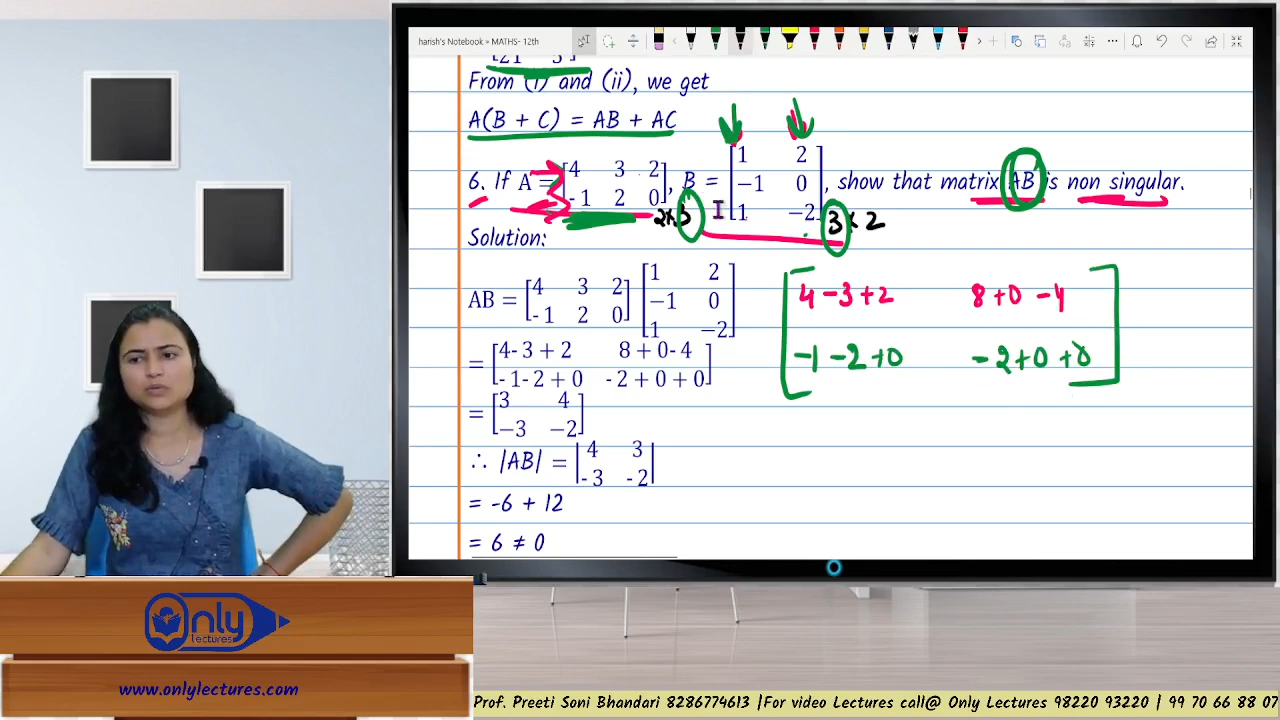 harish's Notebook » MATHS- 12th
From (i) and (ii), we get
A(B + C) = AB + AC
6. If A = [4 3 2
-1 2 0], B = [1 2
−1 0
1 −2], show that matrix AB is non singular.
2×3
3×2
Solution:
AB = [4 3 2
-1 2 0] [1 2
−1 0
1 −2]
= [4- 3 + 2 8 + 0- 4
- 1- 2 + 0 - 2 + 0 + 0]
= [3 4
−3 −2]
∴ |AB| = |4 3
- 3 - 2|
= -6 + 12
= 6 ≠ 0
[4 -3 +2 8 +0 -4
-1 -2 +0 -2 +0 +0]
Only
lectures
www.onlylectures.com
Prof. Preeti Soni Bhandari 8286774613 |For video Lectures call@ Only Lectures 98220 93220 | 99 70 66 88 07